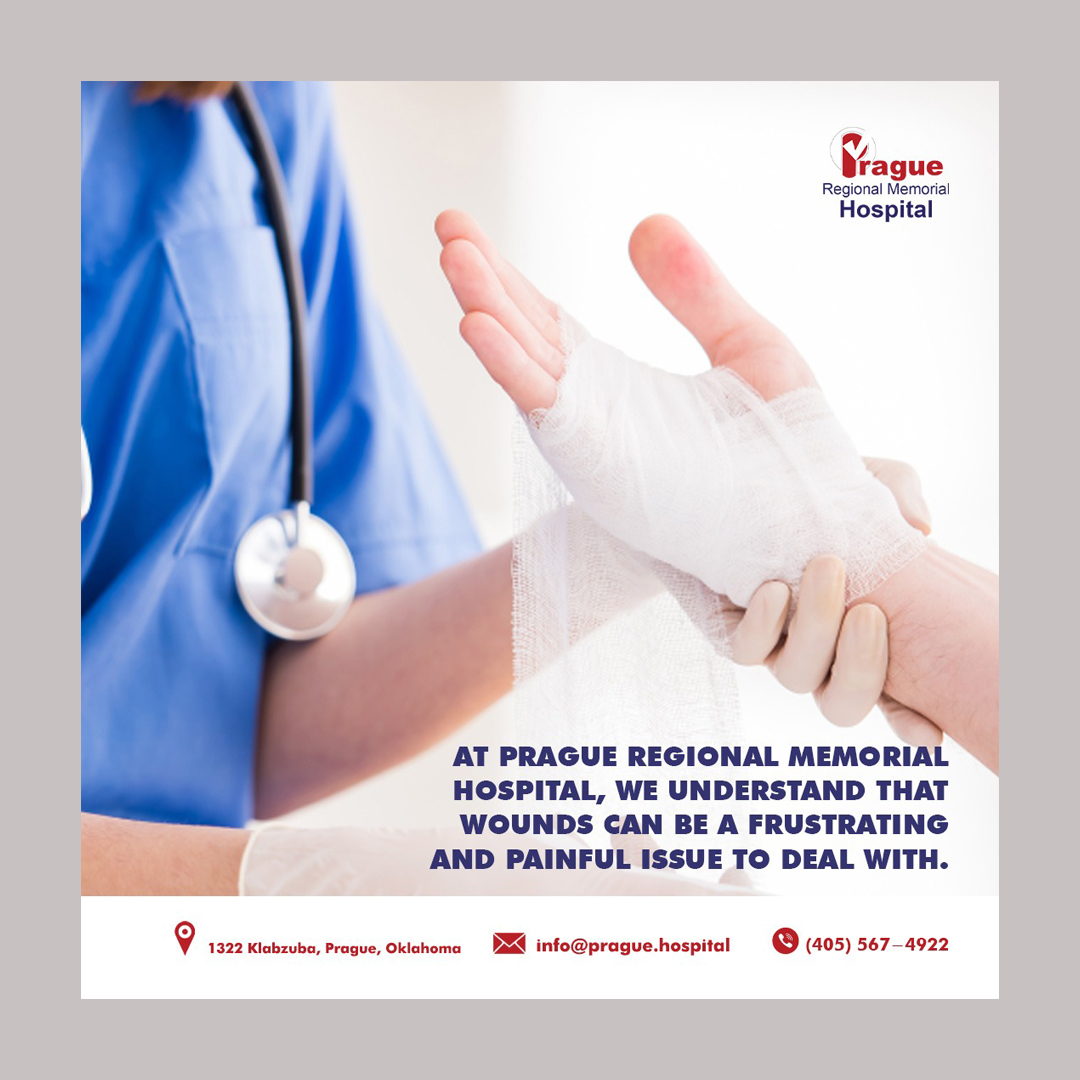 Prague
Regional Memorial
Hospital
AT PRAGUE REGIONAL MEMORIAL
HOSPITAL, WE UNDERSTAND THAT
WOUNDS CAN BE A FRUSTRATING
AND PAINFUL ISSUE TO DEAL WITH.
1322 Klabzuba, Prague, Oklahoma
info@prague.hospital
(405) 567–4922